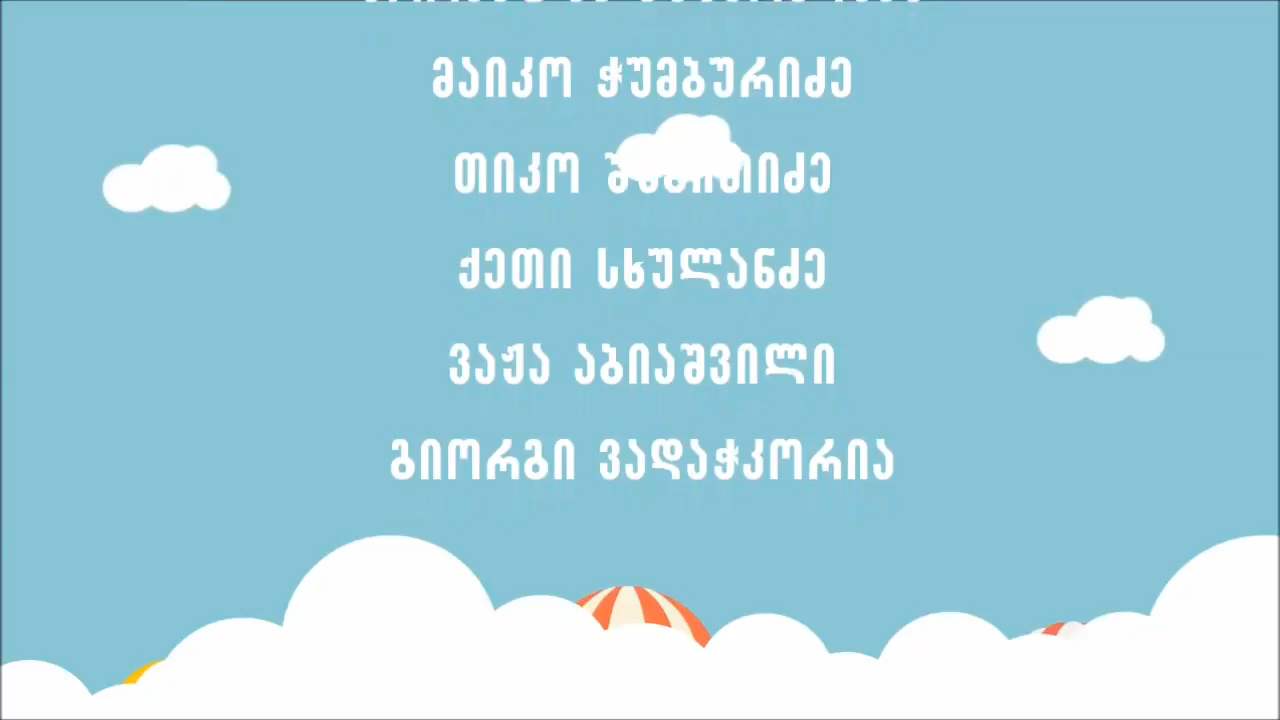 მაიკო ჭუმბურიძე
თიკო
ქეთი სხულანძე
ვაჟა აბიაშვილი
გიორგი ვადაჭკორია